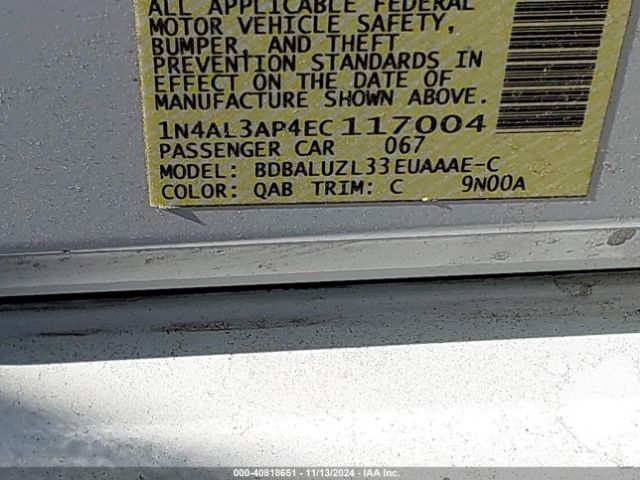 ALL APPLICABLE FEDERAL
MOTOR VEHICLE SAFETY,
BUMPER, AND THEFT
PREVENTION STANDARDS IN
EFFECT ON THE DATE OF
MANUFACTURE SHOWN ABOVE.
1N4AL3AP4EC117004
PASSENGER CAR 067
MODEL: BDBALUZL33EUAAAE-C
COLOR: QAB TRIM: C 9N00A
000-40818651 - 11/13/2024 - IAA Inc.